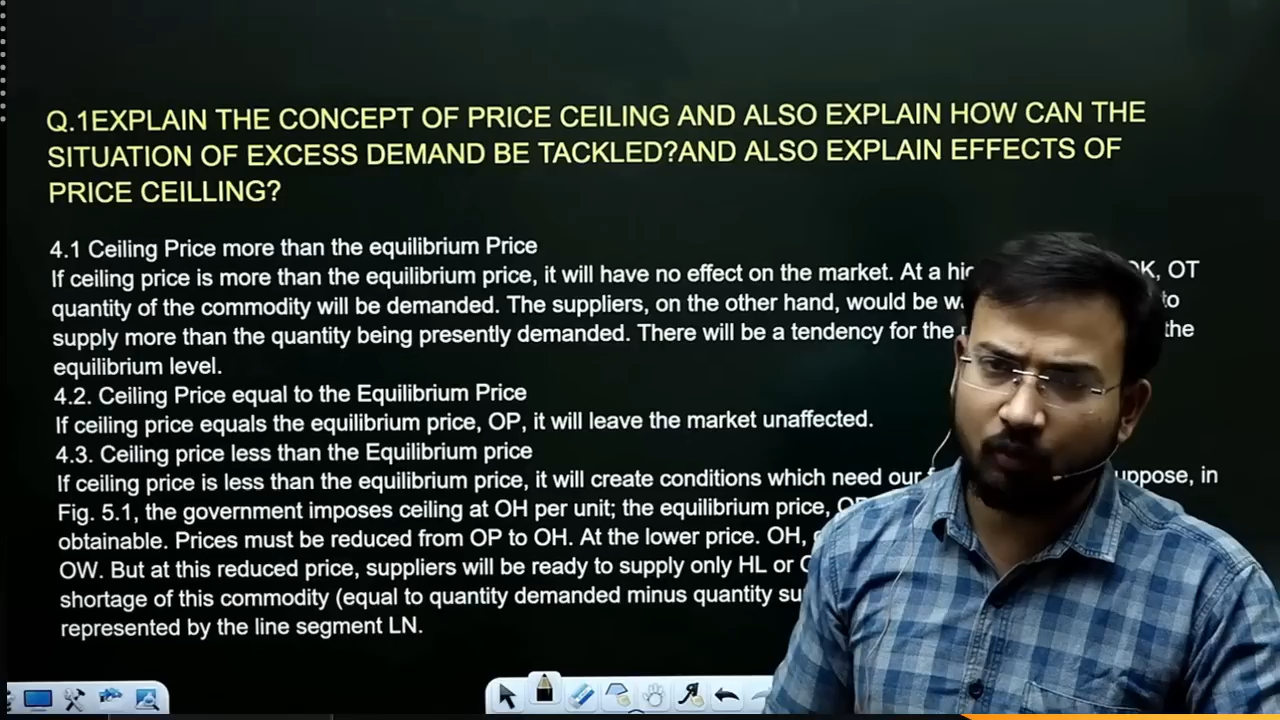 Q.1EXPLAIN THE CONCEPT OF PRICE CEILING AND ALSO EXPLAIN HOW CAN THE
SITUATION OF EXCESS DEMAND BE TACKLED?AND ALSO EXPLAIN EFFECTS OF
PRICE CEILLING?
4.1 Ceiling Price more than the equilibrium Price
If ceiling price is more than the equilibrium price, it will have no effect on the market. At a OK, OT
quantity of the commodity will be demanded. The suppliers, on the other hand, would be to
supply more than the quantity being presently demanded. There will be a tendency for the the
equilibrium level.
4.2. Ceiling Price equal to the Equilibrium Price
If ceiling price equals the equilibrium price, OP, it will leave the market unaffected.
4.3. Ceiling price less than the Equilibrium price
If ceiling price is less than the equilibrium price, it will create conditions which need our in
Fig. 5.1, the government imposes ceiling at OH per unit; the equilibrium price,
obtainable. Prices must be reduced from OP to OH. At the lower price. OH,
OW. But at this reduced price, suppliers will be ready to supply only HL or
shortage of this commodity (equal to quantity demanded minus quantity
represented by the line segment LN.